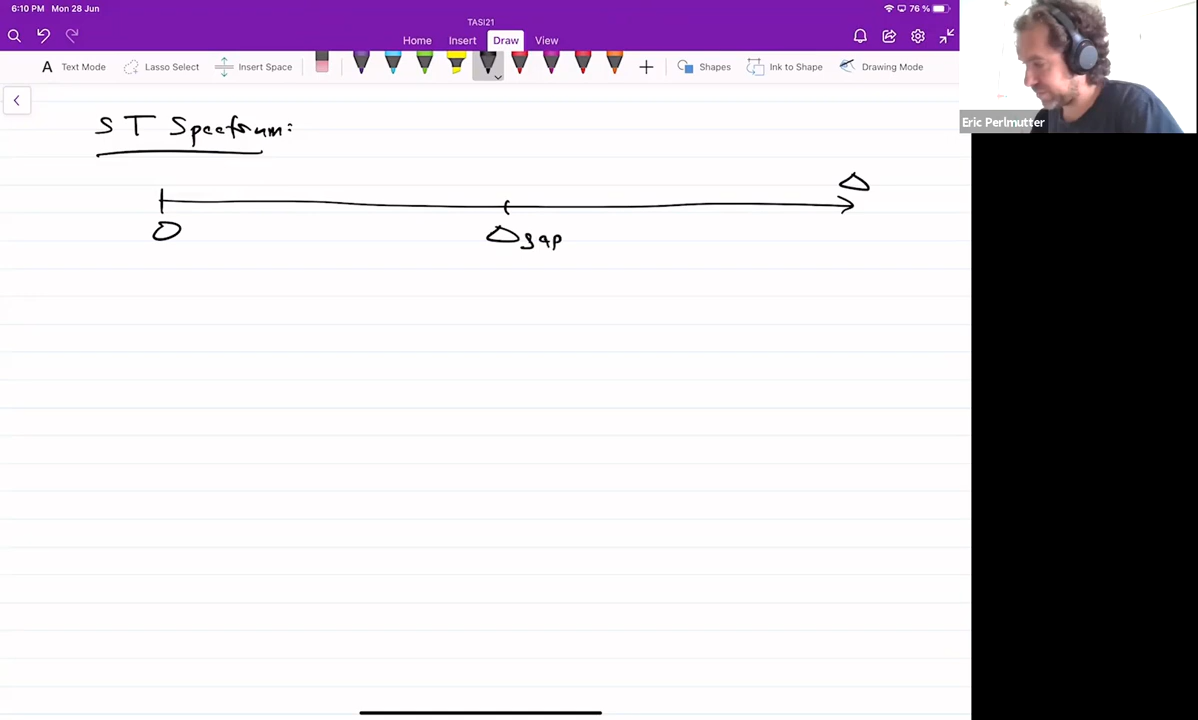 6:10 PM Mon 28 Jun
76 %
TASI21
Home Insert Draw View
A Text Mode Lasso Select Insert Space Shapes Ink to Shape Drawing Mode
Eric Perlmutter
S T Spectrum:
Δ
0
Δgap